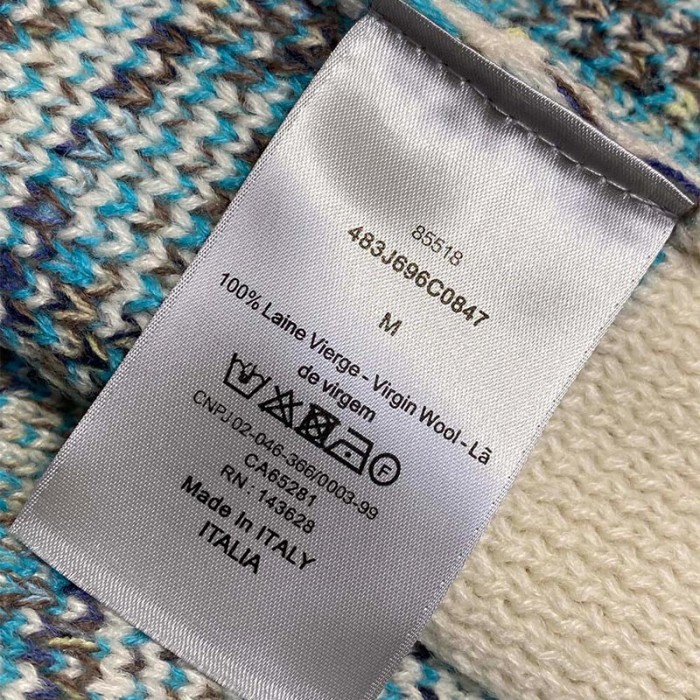 85518
483J696C0847
M
100% Laine Vierge - Virgin Wool - Lã
de virgem
F
CNPJ 02-046-366/0003-99
CA65281
RN : 143628
Made In ITALY
ITALIA